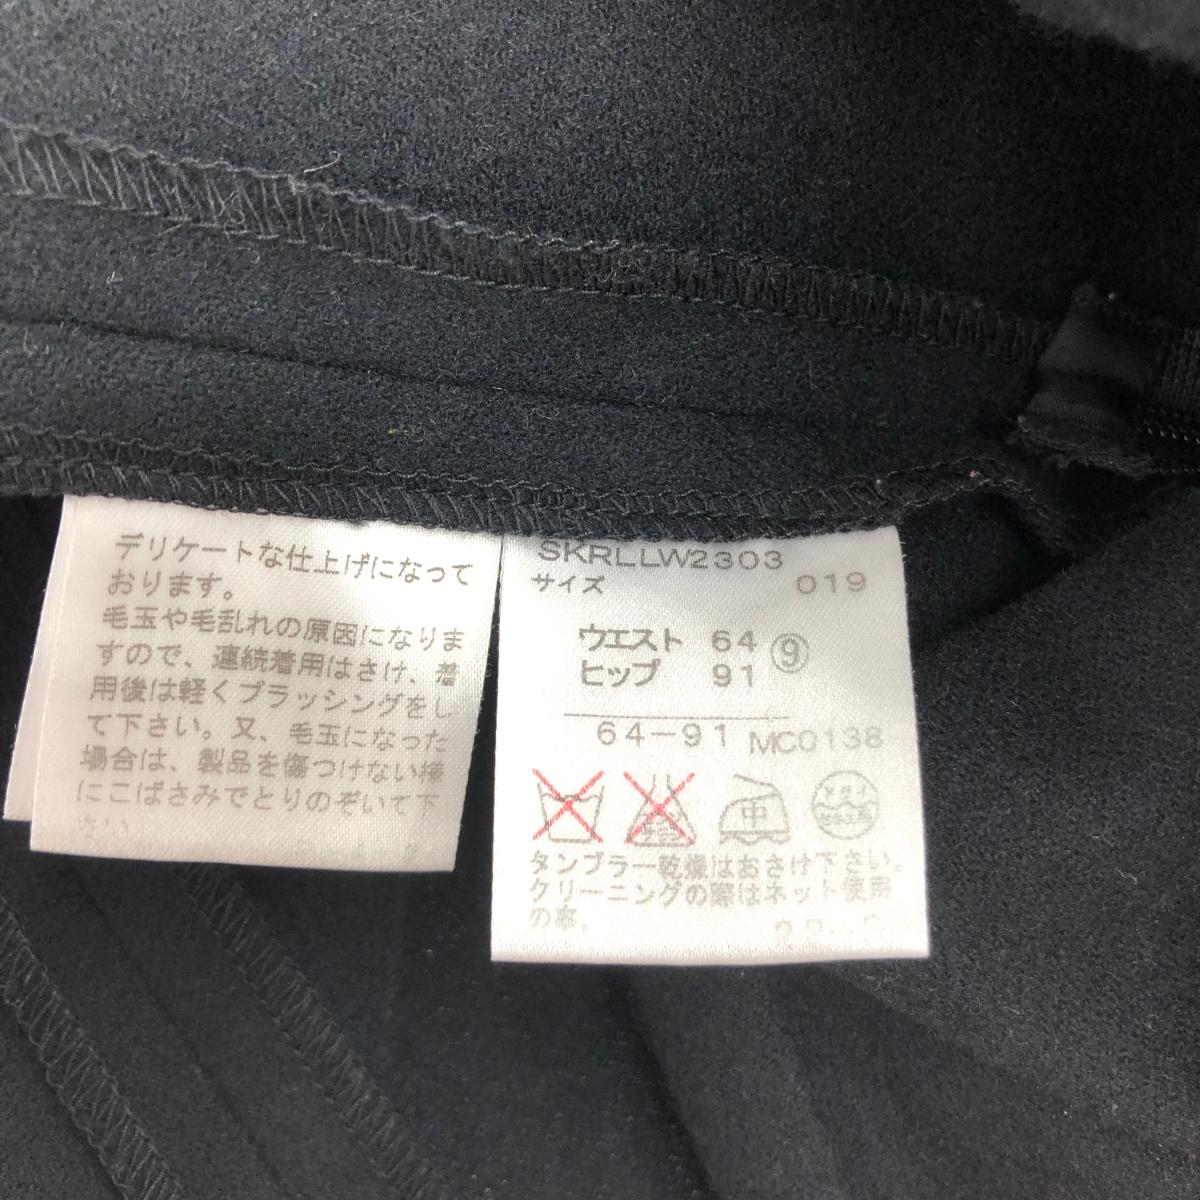 デリケートな仕上げになって
おります。
毛玉や毛乱れの原因になりま
すので、連続着用はさけ、着
用後は軽くブラッシングをし
て下さい。又、毛玉になった
場合は、製品を傷つけない様
にこばさみでとりのぞいて下
さい。
SKRLLW2303
サイズ 019
ウエスト 64 ⑨
ヒップ 91
64-91 MC0138
中
タンブラー乾燥はおさけ下さい。
クリーニングの際はネット使用
の事。